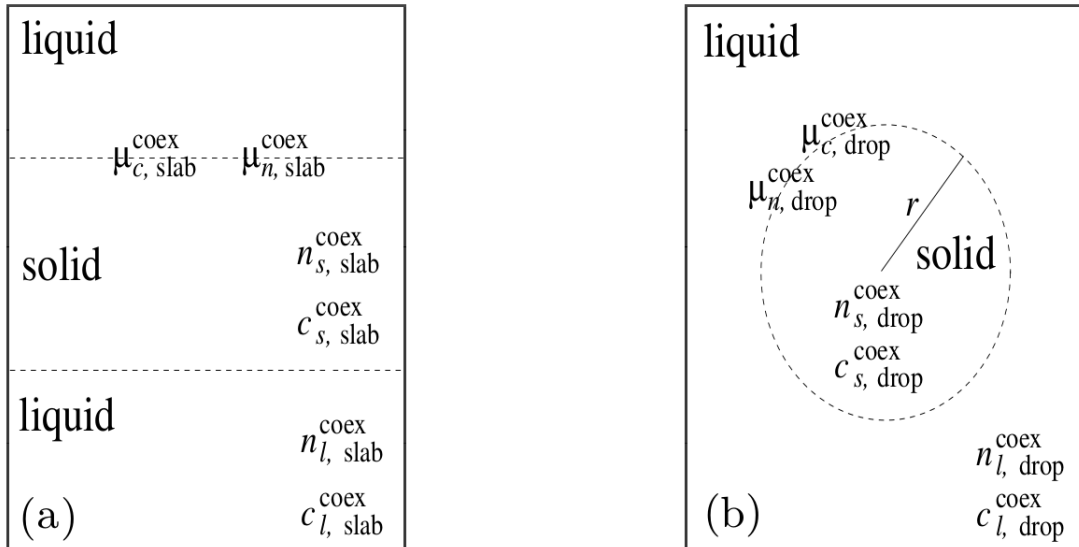 liquid
μ_{c, slab}^{coex} μ_{n, slab}^{coex}
solid
n_{s, slab}^{coex}
c_{s, slab}^{coex}
liquid
n_{l, slab}^{coex}
c_{l, slab}^{coex}
(a)
liquid
μ_{c, drop}^{coex}
μ_{n, drop}^{coex}
r
solid
n_{s, drop}^{coex}
c_{s, drop}^{coex}
n_{l, drop}^{coex}
c_{l, drop}^{coex}
(b)